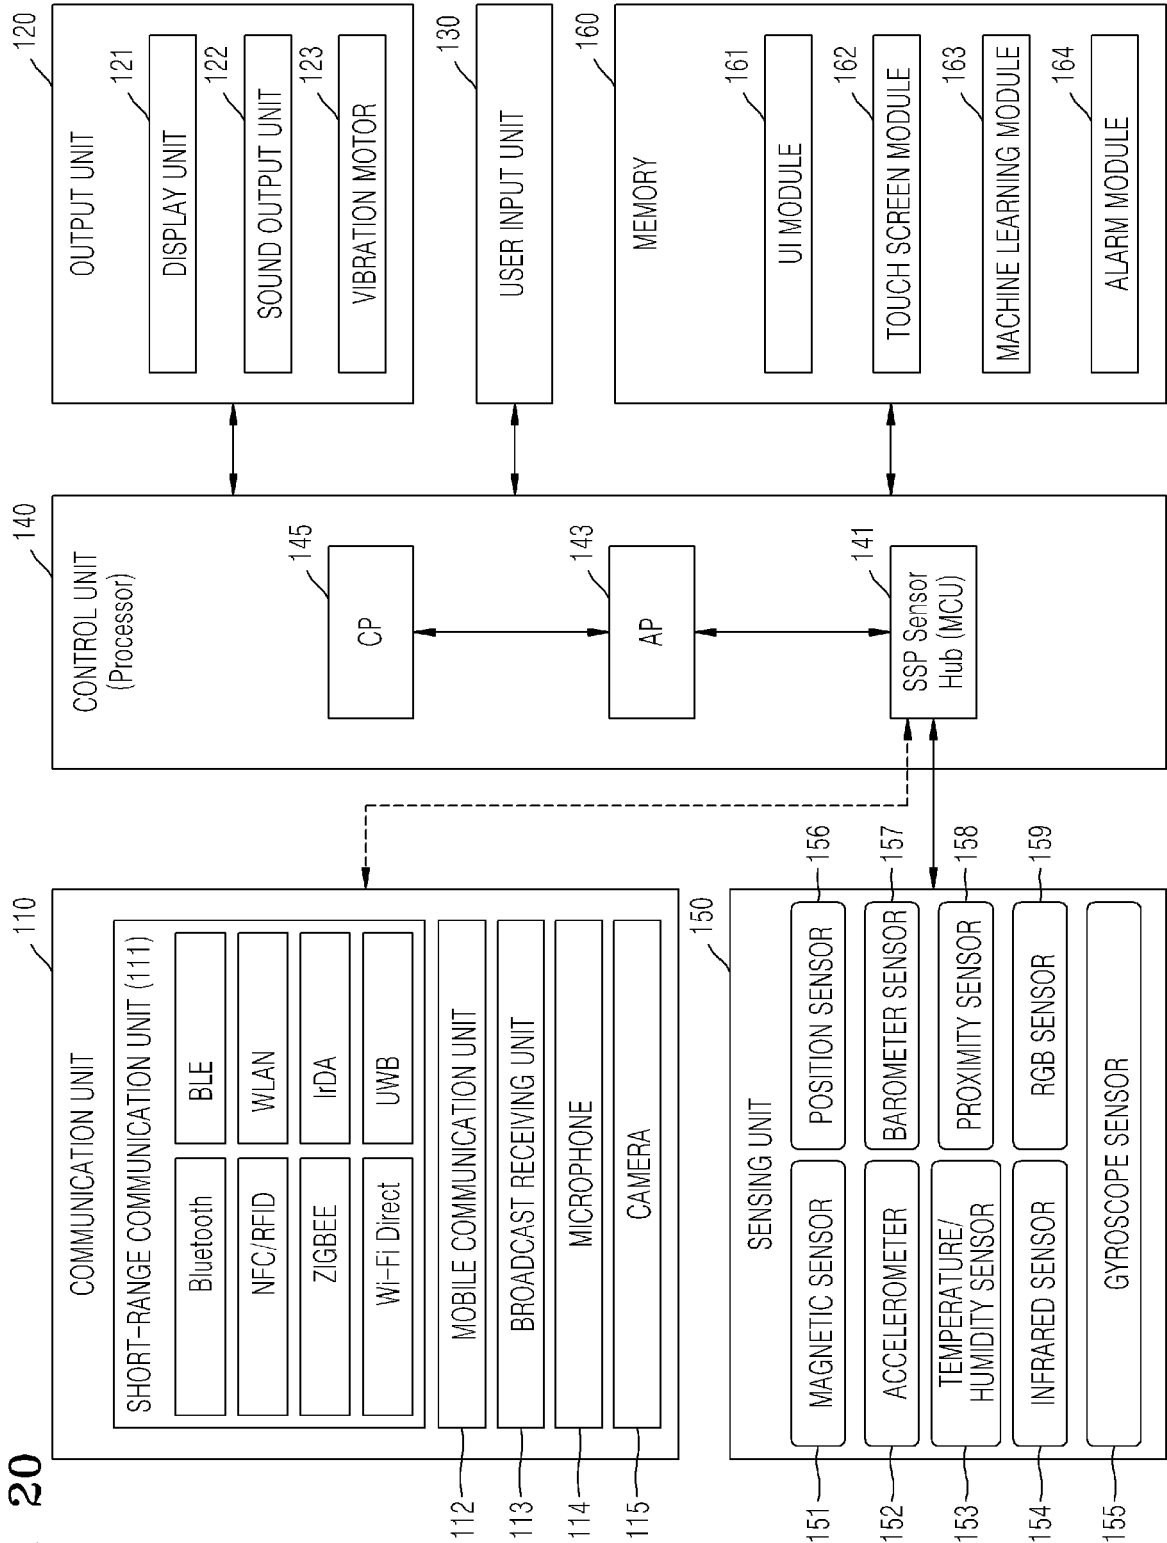 20
110
COMMUNICATION UNIT
SHORT-RANGE COMMUNICATION UNIT (111)
Bluetooth
BLE
NFC/RFID
WLAN
ZIGBEE
IrDA
Wi-Fi Direct
UWB
112
MOBILE COMMUNICATION UNIT
113
BROADCAST RECEIVING UNIT
114
MICROPHONE
115
CAMERA
150
SENSING UNIT
151
MAGNETIC SENSOR
POSITION SENSOR
156
152
ACCELEROMETER
BAROMETER SENSOR
157
153
TEMPERATURE/
HUMIDITY SENSOR
PROXIMITY SENSOR
158
154
INFRARED SENSOR
RGB SENSOR
159
155
GYROSCOPE SENSOR
140
CONTROL UNIT
(Processor)
145
CP
143
AP
141
SSP Sensor
Hub (MCU)
120
OUTPUT UNIT
121
DISPLAY UNIT
122
SOUND OUTPUT UNIT
123
VIBRATION MOTOR
130
USER INPUT UNIT
160
MEMORY
161
UI MODULE
162
TOUCH SCREEN MODULE
163
MACHINE LEARNING MODULE
164
ALARM MODULE